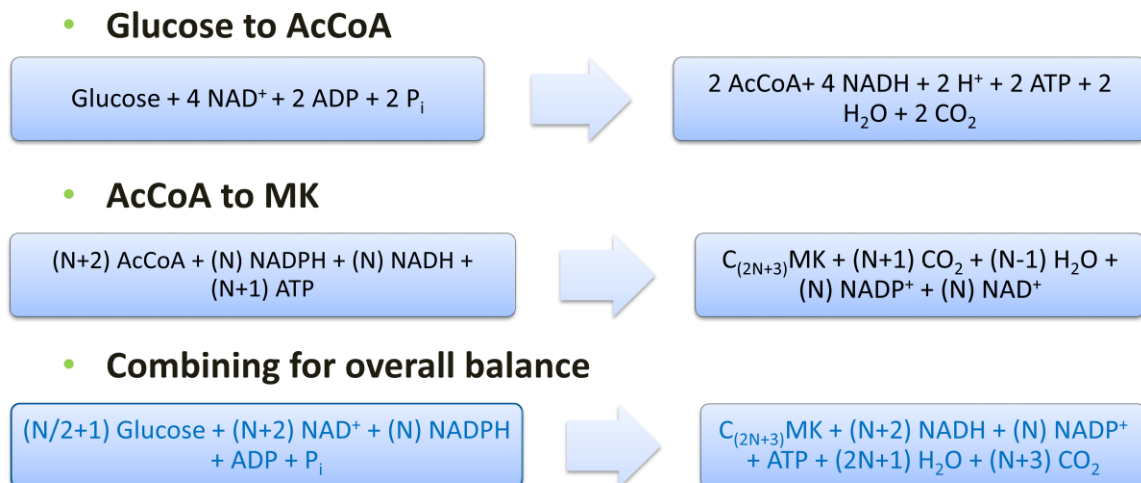 • Glucose to AcCoA
Glucose + 4 NAD⁺ + 2 ADP + 2 Pᵢ
2 AcCoA+ 4 NADH + 2 H⁺ + 2 ATP + 2
H₂O + 2 CO₂
• AcCoA to MK
(N+2) AcCoA + (N) NADPH + (N) NADH +
(N+1) ATP
C₍₂N₊₃₎MK + (N+1) CO₂ + (N-1) H₂O +
(N) NADP⁺ + (N) NAD⁺
• Combining for overall balance
(N/2+1) Glucose + (N+2) NAD⁺ + (N) NADPH
+ ADP + Pᵢ
C₍₂N₊₃₎MK + (N+2) NADH + (N) NADP⁺
+ ATP + (2N+1) H₂O + (N+3) CO₂